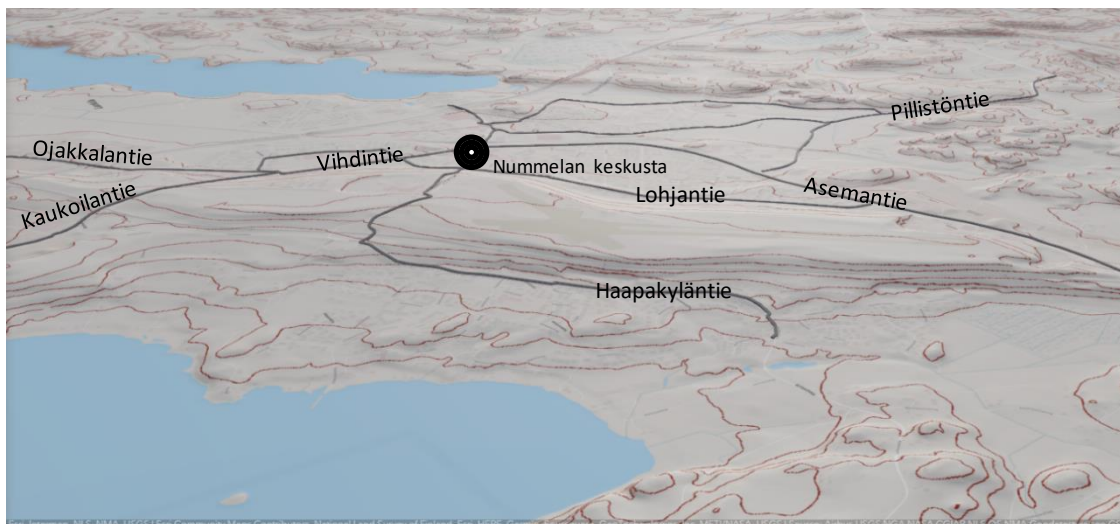 Pillistöntie
Ojakkalantie
Vihdintie
Nummelan keskusta
Kaukoilantie
Lohjantie
Asemantie
Haapakyläntie